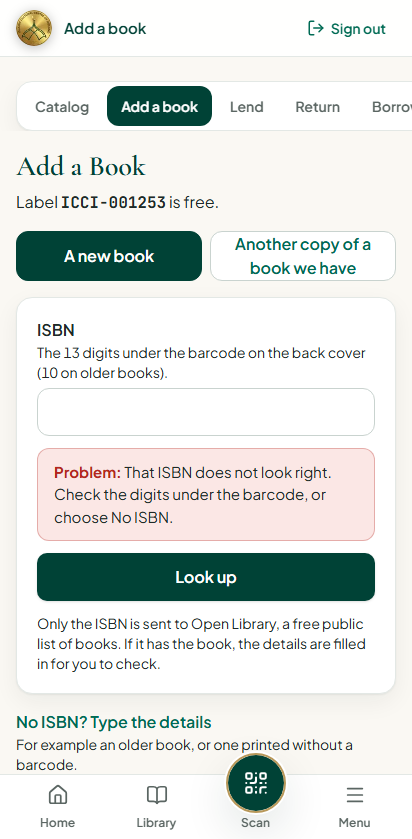 Add a book
Sign out
Catalog
Add a book
Lend
Return
Borro
Add a Book
Label ICCI-001253 is free.
A new book
Another copy of a
book we have
ISBN
The 13 digits under the barcode on the back cover
(10 on older books).
Problem: That ISBN does not look right.
Check the digits under the barcode, or
choose No ISBN.
Look up
Only the ISBN is sent to Open Library, a free public
list of books. If it has the book, the details are filled
in for you to check.
No ISBN? Type the details
For example an older book, or one printed without a
barcode.
Home
Library
Scan
Menu